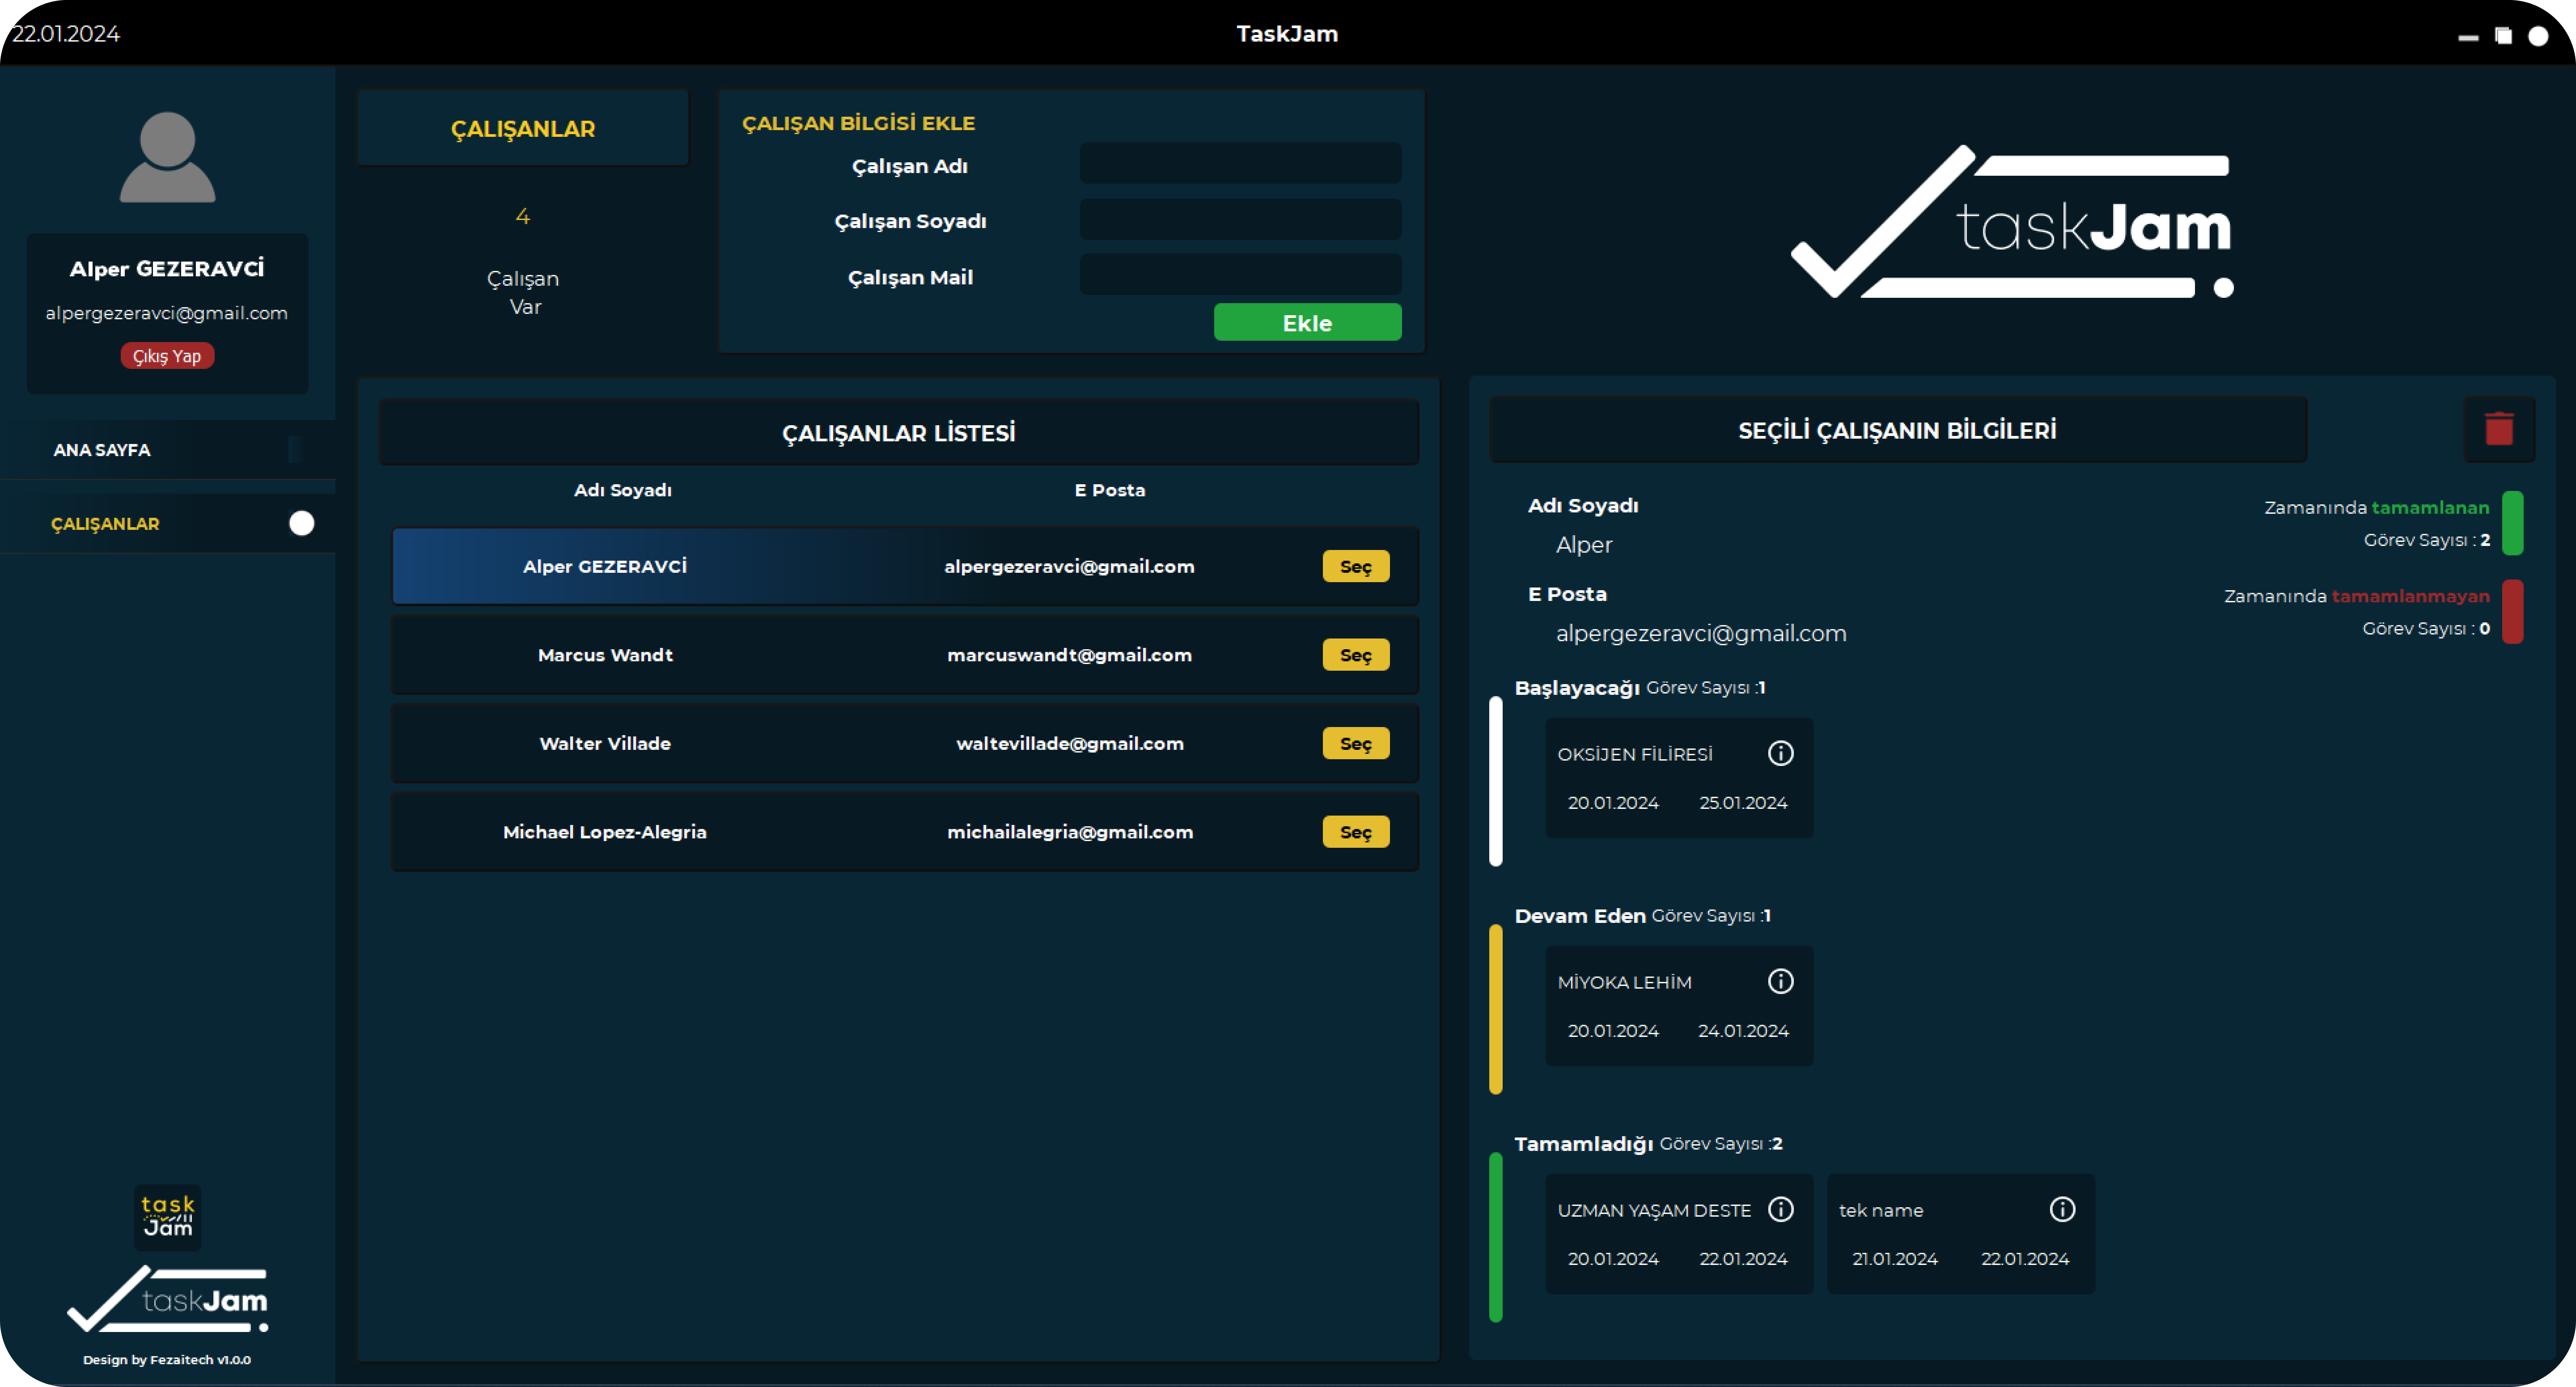 22.01.2024
TaskJam
Alper GEZERAVCİ
alpergezeravci@gmail.com
Çıkış Yap
ANA SAYFA
ÇALIŞANLAR
task
Jam
taskJam
Design by Fezaitech v1.0.0
ÇALIŞANLAR
4
Çalışan
Var
ÇALIŞAN BİLGİSİ EKLE
Çalışan Adı
Çalışan Soyadı
Çalışan Mail
Ekle
taskJam
ÇALIŞANLAR LİSTESİ
Adı Soyadı E Posta
Alper GEZERAVCİ alpergezeravci@gmail.com Seç
Marcus Wandt marcuswandt@gmail.com Seç
Walter Villade waltevillade@gmail.com Seç
Michael Lopez-Alegria michailalegria@gmail.com Seç
SEÇİLİ ÇALIŞANIN BİLGİLERİ
Adı Soyadı
Alper
E Posta
alpergezeravci@gmail.com
Zamanında tamamlanan
Görev Sayısı : 2
Zamanında tamamlanmayan
Görev Sayısı : 0
Başlayacağı Görev Sayısı :1
OKSİJEN FİLİRESİ
20.01.2024 25.01.2024
Devam Eden Görev Sayısı :1
MİYOKA LEHİM
20.01.2024 24.01.2024
Tamamladığı Görev Sayısı :2
UZMAN YAŞAM DESTE
20.01.2024 22.01.2024
tek name
21.01.2024 22.01.2024